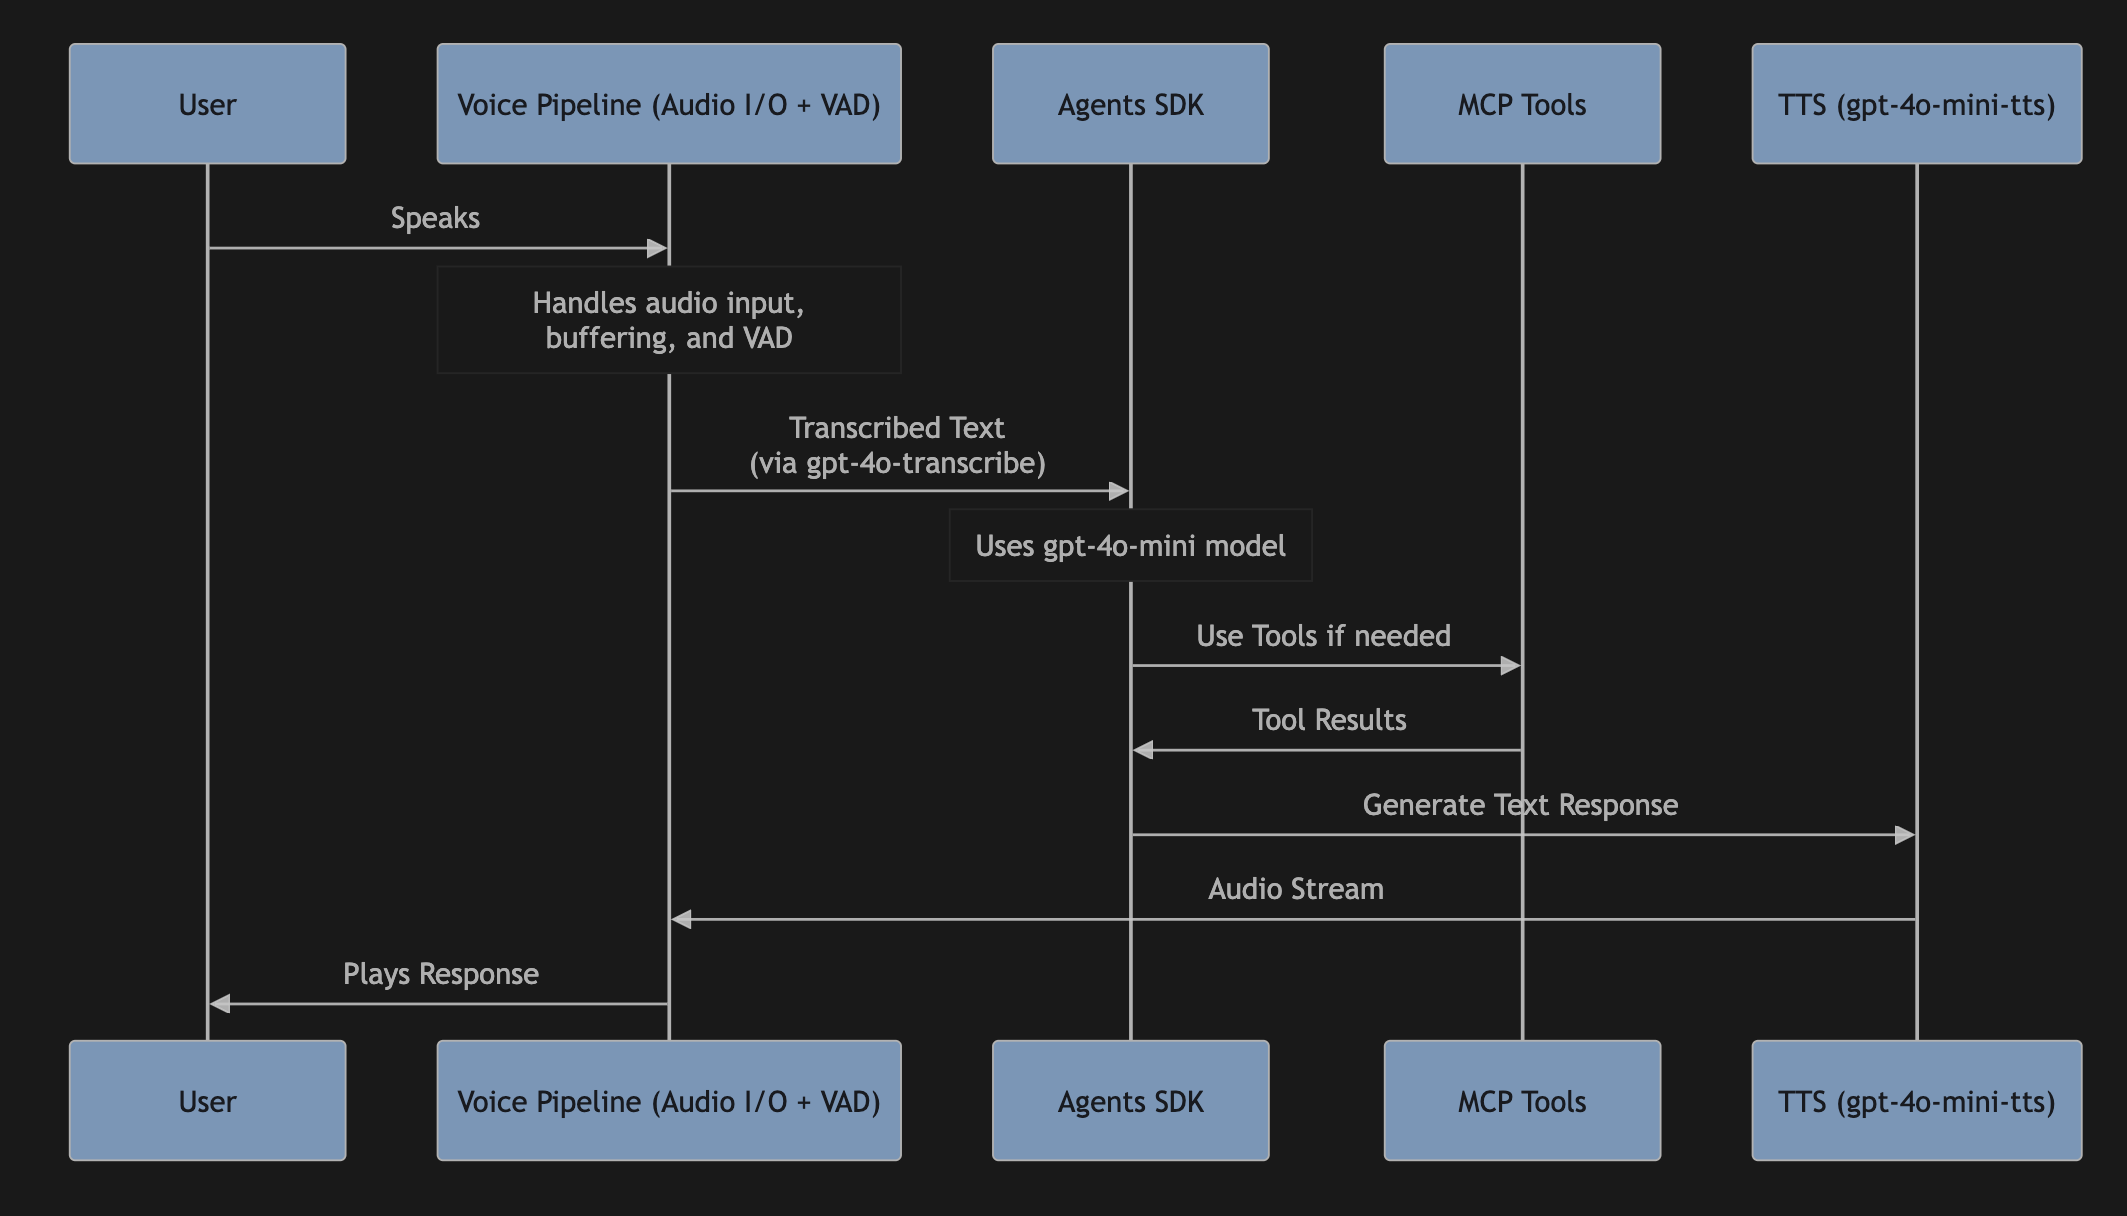 User
Voice Pipeline (Audio I/O + VAD)
Agents SDK
MCP Tools
TTS (gpt-4o-mini-tts)
Speaks
Handles audio input,
buffering, and VAD
Transcribed Text
(via gpt-4o-transcribe)
Uses gpt-4o-mini model
Use Tools if needed
Tool Results
Generate Text Response
Audio Stream
Plays Response
User
Voice Pipeline (Audio I/O + VAD)
Agents SDK
MCP Tools
TTS (gpt-4o-mini-tts)